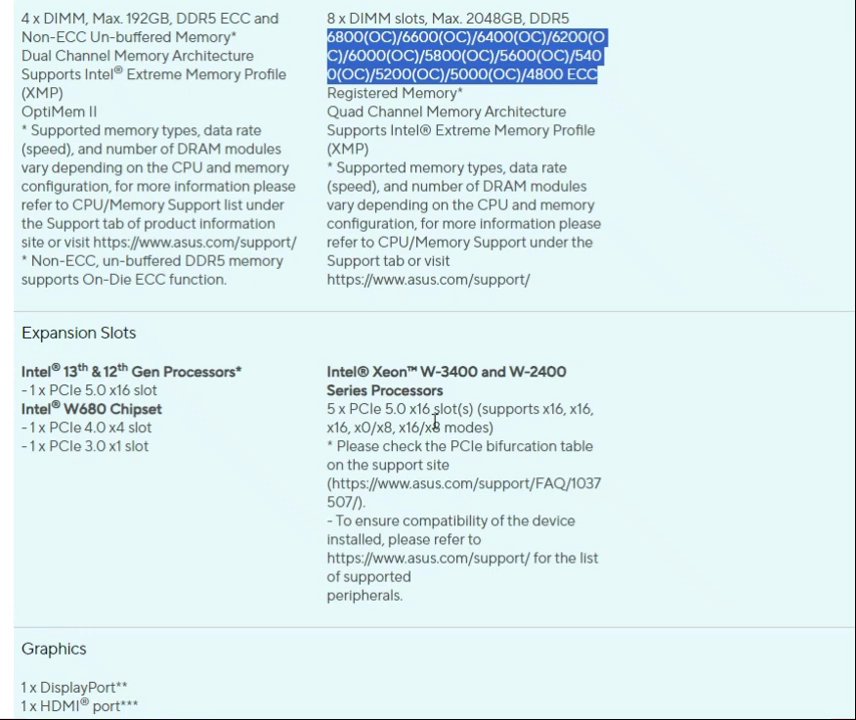 4 x DIMM, Max. 192GB, DDR5 ECC and
Non-ECC Un-buffered Memory*
Dual Channel Memory Architecture
Supports Intel® Extreme Memory Profile
(XMP)
OptiMem II
* Supported memory types, data rate
(speed), and number of DRAM modules
vary depending on the CPU and memory
configuration, for more information please
refer to CPU/Memory Support list under
the Support tab of product information
site or visit https://www.asus.com/support/
* Non-ECC, un-buffered DDR5 memory
supports On-Die ECC function.
8 x DIMM slots, Max. 2048GB, DDR5
6800(OC)/6600(OC)/6400(OC)/6200(O
C)/6000(OC)/5800(OC)/5600(OC)/540
0(OC)/5200(OC)/5000(OC)/4800 ECC
Registered Memory*
Quad Channel Memory Architecture
Supports Intel® Extreme Memory Profile
(XMP)
* Supported memory types, data rate
(speed), and number of DRAM modules
vary depending on the CPU and memory
configuration, for more information please
refer to CPU/Memory Support under the
Support tab or visit
https://www.asus.com/support/
Expansion Slots
Intel® 13th & 12th Gen Processors*
- 1 x PCIe 5.0 x16 slot
Intel® W680 Chipset
- 1 x PCIe 4.0 x4 slot
- 1 x PCIe 3.0 x1 slot
Intel® Xeon™ W-3400 and W-2400
Series Processors
5 x PCIe 5.0 x16 slot(s) (supports x16, x16,
x16, x0/x8, x16/x8 modes)
* Please check the PCIe bifurcation table
on the support site
(https://www.asus.com/support/FAQ/1037
507/).
- To ensure compatibility of the device
installed, please refer to
https://www.asus.com/support/ for the list
of supported
peripherals.
Graphics
1 x DisplayPort**
1 x HDMI® port***